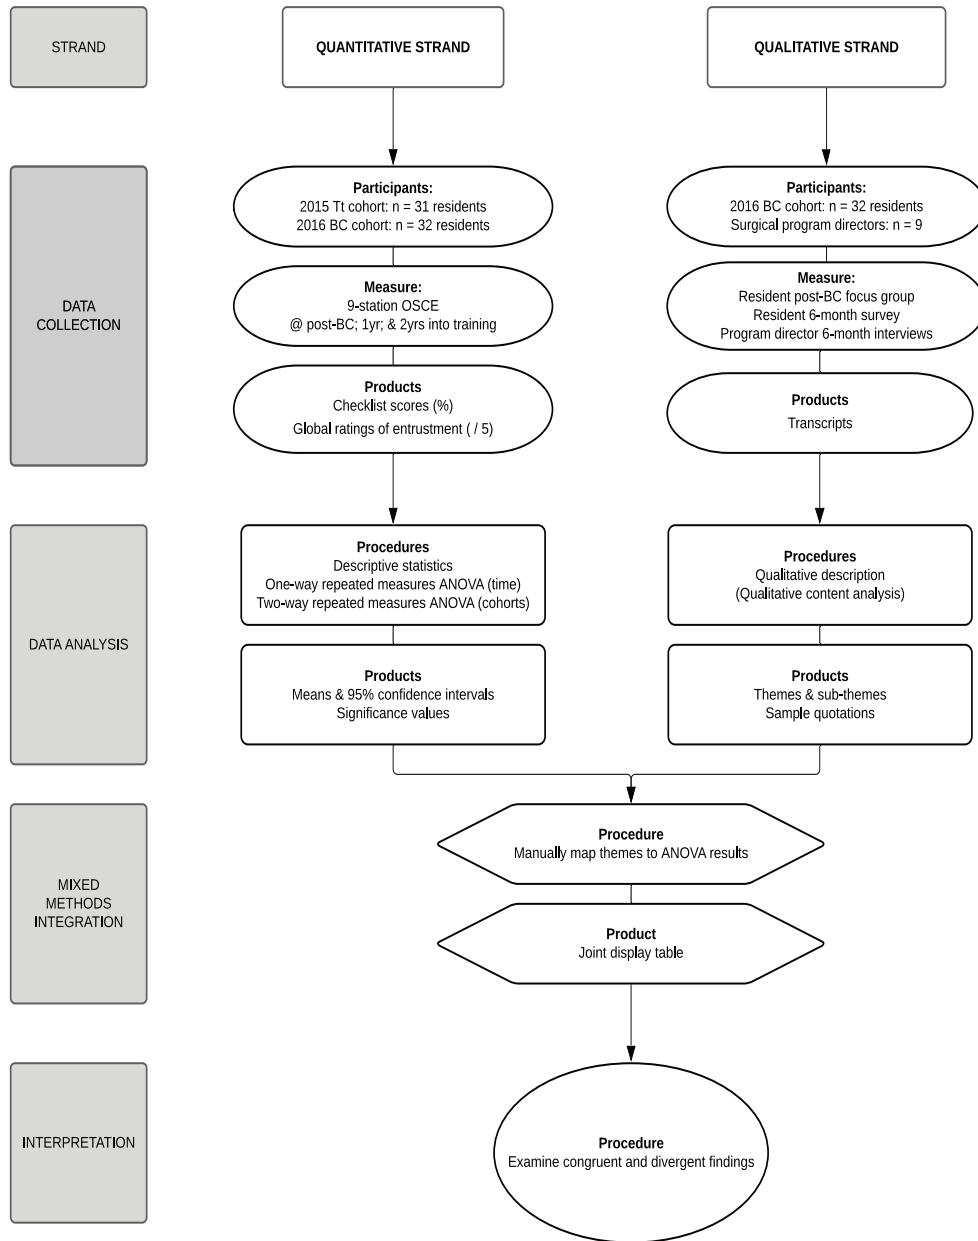 STRAND
QUANTITATIVE STRAND
QUALITATIVE STRAND
DATA
COLLECTION
Participants:
2015 Tt cohort: n = 31 residents
2016 BC cohort: n = 32 residents
Measure:
9-station OSCE
@ post-BC; 1yr; & 2yrs into training
Products
Checklist scores (%)
Global ratings of entrustment ( / 5)
Participants:
2016 BC cohort: n = 32 residents
Surgical program directors: n = 9
Measure:
Resident post-BC focus group
Resident 6-month survey
Program director 6-month interviews
Products
Transcripts
DATA ANALYSIS
Procedures
Descriptive statistics
One-way repeated measures ANOVA (time)
Two-way repeated measures ANOVA (cohorts)
Products
Means & 95% confidence intervals
Significance values
Procedures
Qualitative description
(Qualitative content analysis)
Products
Themes & sub-themes
Sample quotations
MIXED
METHODS
INTEGRATION
Procedure
Manually map themes to ANOVA results
Product
Joint display table
INTERPRETATION
Procedure
Examine congruent and divergent findings